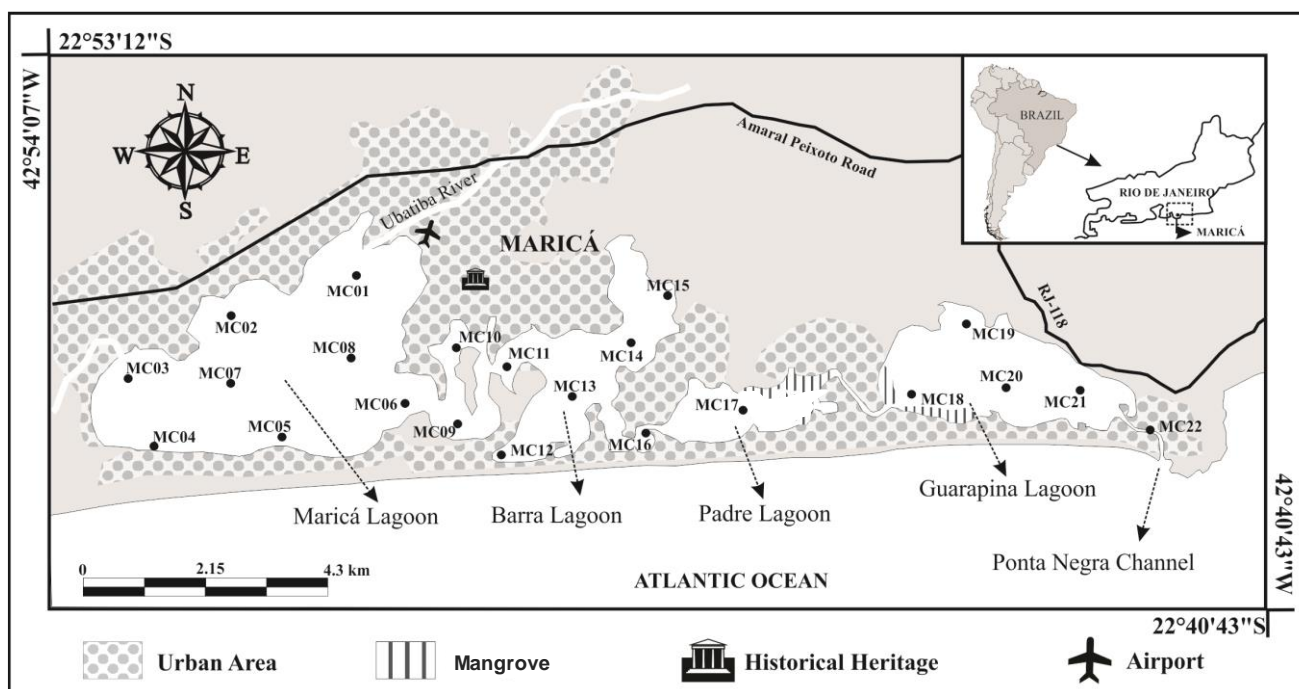 22°53'12"S
42°54'07"W
N
W
E
S
Ubatiba River
Amaral Peixoto Road
BRAZIL
RIO DE JANEIRO
MARICÁ
MARICÁ
RJ-118
MC01
MC02
MC03
MC04
MC05
MC06
MC07
MC08
MC09
MC10
MC11
MC12
MC13
MC14
MC15
MC16
MC17
MC18
MC19
MC20
MC21
MC22
Maricá Lagoon
Barra Lagoon
Padre Lagoon
Guarapina Lagoon
Ponta Negra Channel
0 2.15 4.3 km
ATLANTIC OCEAN
42°40'43"W
22°40'43"S
Urban Area
Mangrove
Historical Heritage
Airport